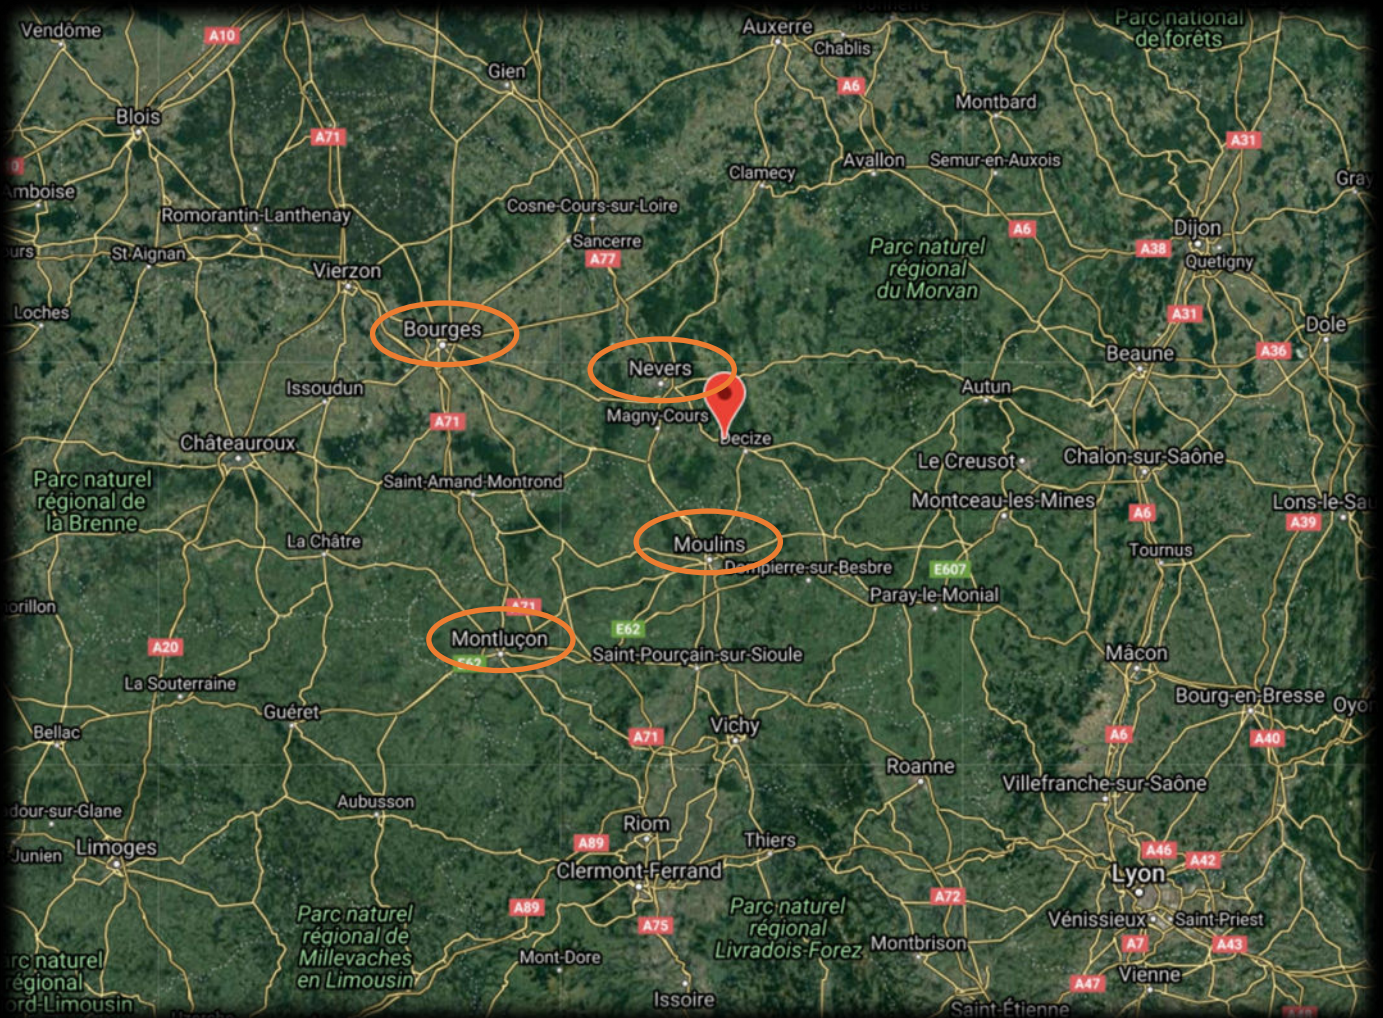 Parc national
de forêts
Vendôme
A10
Auxerre
Chablis
Gien
A6
Montbard
Blois
A71
A31
Avallon
Semur-en-Auxois
Clamecy
Amboise
Romorantin-Lanthenay
Cosne-Cours-sur-Loire
Gray
Sancerre
A77
A6
Dijon
A38
Quetigny
St Aignan
Vierzon
Parc naturel
régional
du Morvan
Loches
A31
Bourges
Dole
A36
Beaune
Nevers
Issoudun
Autun
Magny-Cours
A71
Decize
Châteauroux
Le Creusot
Chalon-sur-Saône
Parc naturel
régional de
la Brenne
Saint-Amand-Montrond
Montceau-les-Mines
Lons-le-Sau
A6
A39
La Châtre
Moulins
Dompierre-sur-Besbre
E607
Tournus
Paray-le-Monial
orillon
A71
E62
A20
Montluçon
E62
Saint-Pourçain-sur-Sioule
Mâcon
La Souterraine
Bourg-en-Bresse
Oyon
Guéret
Vichy
Bellac
A71
A6
A40
Roanne
Villefranche-sur-Saône
Aubusson
adour-sur-Glane
Riom
Thiers
A89
Limoges
-Junien
A46
A42
Clermont-Ferrand
Lyon
A72
A89
Parc naturel
régional de
Millevaches
en Limousin
A75
Parc naturel
régional
Livradois-Forez
Vénissieux
Saint-Priest
Montbrison
A7
A43
Mont-Dore
arc naturel
régional
ord-Limousin
Vienne
A47
Issoire
Saint-Étienne